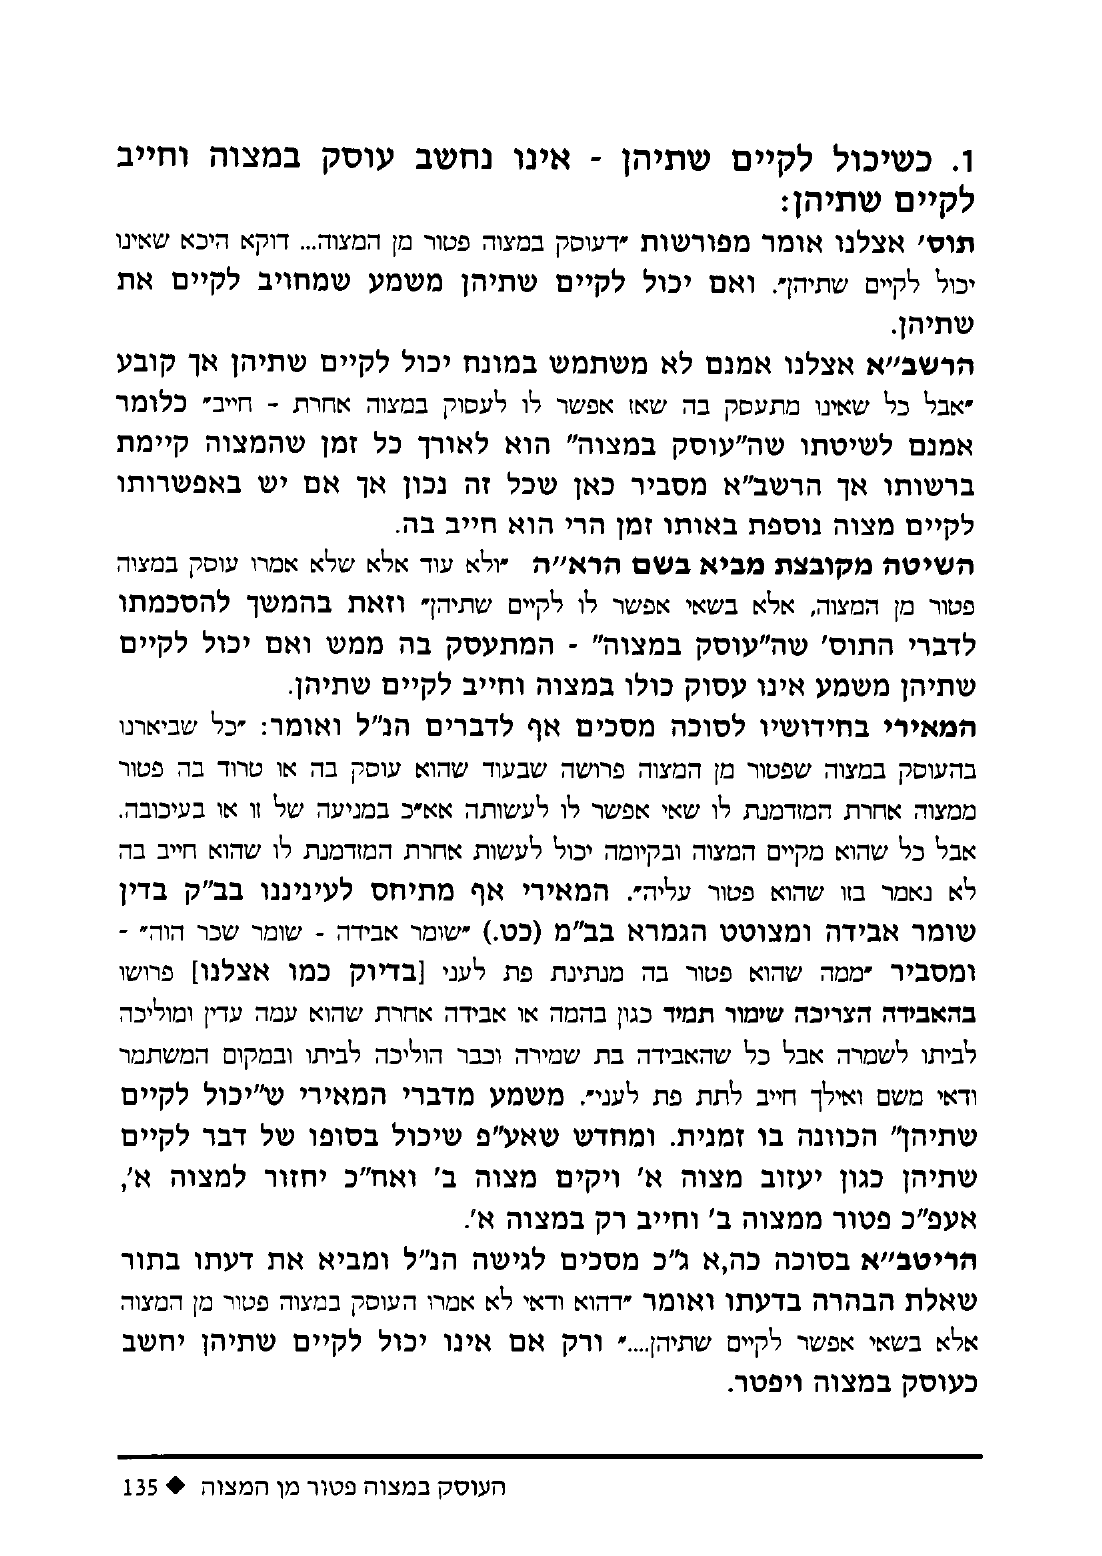 1. כשיכול לקיים שתיהן - אינו נחשב עוסק במצוה וחייב
לקיים שתיהן:
תוס' אצלנו אומר מפורשות "דעוסק במצוה פטור מן המצוה... דוקא היכא שאינו
יכול לקיים שתיהן". ואם יכול לקיים שתיהן משמע שמחויב לקיים את
שתיהן.
הרשב"א אצלנו אמנם לא משתמש במונח יכול לקיים שתיהן אך קובע
"אבל כל שאינו מתעסק בה שאז אפשר לו לעסוק במצוה אחרת - חייב" כלומר
אמנם לשיטתו שה"עוסק במצוה" הוא לאורך כל זמן שהמצוה קיימת
ברשותו אך הרשב"א מסביר כאן שכל זה נכון אך אם יש באפשרותו
לקיים מצוה נוספת באותו זמן הרי הוא חייב בה.
השיטה מקובצת מביא בשם הרא"ה "ולא עוד אלא שלא אמרו עוסק במצוה
פטור מן המצוה, אלא בשאי אפשר לו לקיים שתיהן" וזאת בהמשך להסכמתו
לדברי התוס' שה"עוסק במצוה" - המתעסק בה ממש ואם יכול לקיים
שתיהן משמע אינו עסוק כולו במצוה וחייב לקיים שתיהן.
המאירי בחידושיו לסוכה מסכים אף לדברים הנ"ל ואומר: "כל שביארנו
בהעוסק במצוה שפטור מן המצוה פרושה שבעוד שהוא עוסק בה או טרוד בה פטור
ממצוה אחרת המזדמנת לו שאי אפשר לו לעשותה אא"כ במניעה של זו או בעיכובה.
אבל כל שהוא מקיים המצוה ובקיומה יכול לעשות אחרת המזדמנת לו שהוא חייב בה
לא נאמר בזו שהוא פטור עליה". המאירי אף מתיחס לעיניננו בב"ק בדין
שומר אבידה ומצוטט הגמרא בב"מ (כט.) "שומר אבידה - שומר שכר הוה" -
ומסביר "ממה שהוא פטור בה מנתינת פת לעני [בדיוק כמו אצלנו] פרושו
בהאבידה הצריכה שימור תמיד כגון בהמה או אבידה אחרת שהוא עמה עדין ומוליכה
לביתו לשמרה אבל כל שהאבידה בת שמירה וכבר הוליכה לביתו ובמקום המשתמר
ודאי משם ואילך חייב לתת פת לעני". משמע מדברי המאירי ש"יכול לקיים
שתיהן" הכוונה בו זמנית. ומחדש שאע"פ שיכול בסופו של דבר לקיים
שתיהן כגון יעזוב מצוה א' ויקים מצוה ב' ואח"כ יחזור למצוה א',
אעפ"כ פטור ממצוה ב' וחייב רק במצוה א'.
הריטב"א בסוכה כה,א ג"כ מסכים לגישה הנ"ל ומביא את דעתו בתור
שאלת הבהרה בדעתו ואומר "דהוא ודאי לא אמרו העוסק במצוה פטור מן המצוה
אלא בשאי אפשר לקיים שתיהן...." ורק אם אינו יכול לקיים שתיהן יחשב
כעוסק במצוה ויפטר.
העוסק במצוה פטור מן המצוה ◆ 135